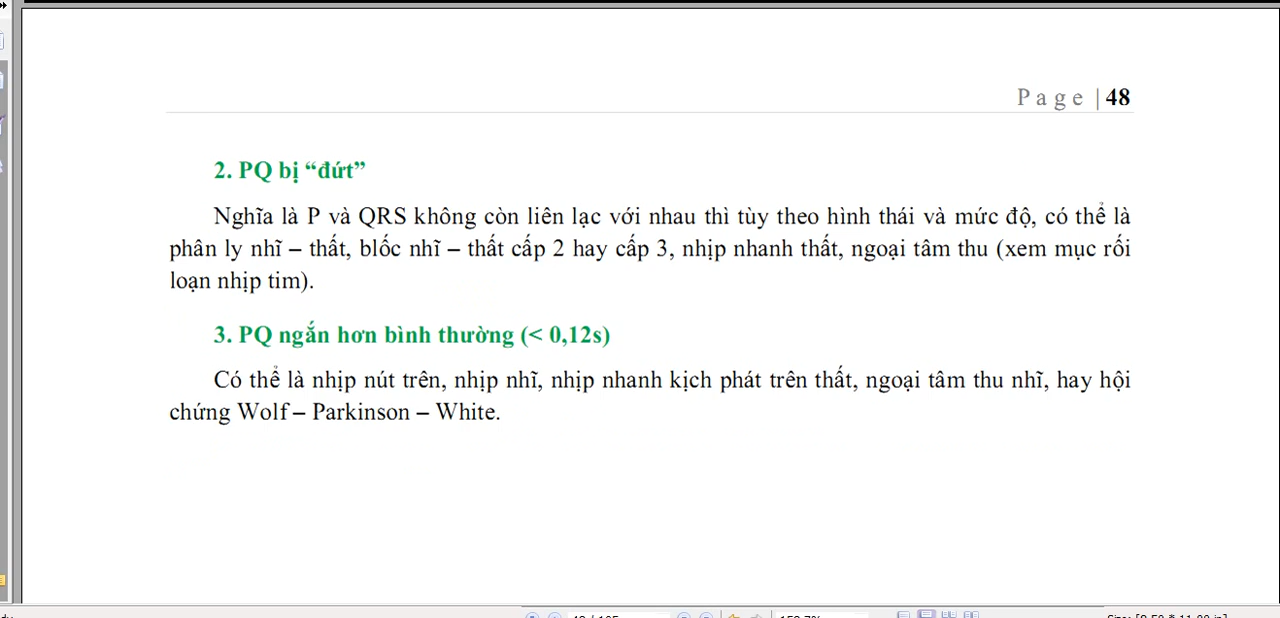 Page | 48
2. PQ bị “đứt”
Nghĩa là P và QRS không còn liên lạc với nhau thì tùy theo hình thái và mức độ, có thể là
phân ly nhĩ – thất, blốc nhĩ – thất cấp 2 hay cấp 3, nhịp nhanh thất, ngoại tâm thu (xem mục rối
loạn nhịp tim).
3. PQ ngắn hơn bình thường (< 0,12s)
Có thể là nhịp nút trên, nhịp nhĩ, nhịp nhanh kịch phát trên thất, ngoại tâm thu nhĩ, hay hội
chứng Wolf – Parkinson – White.